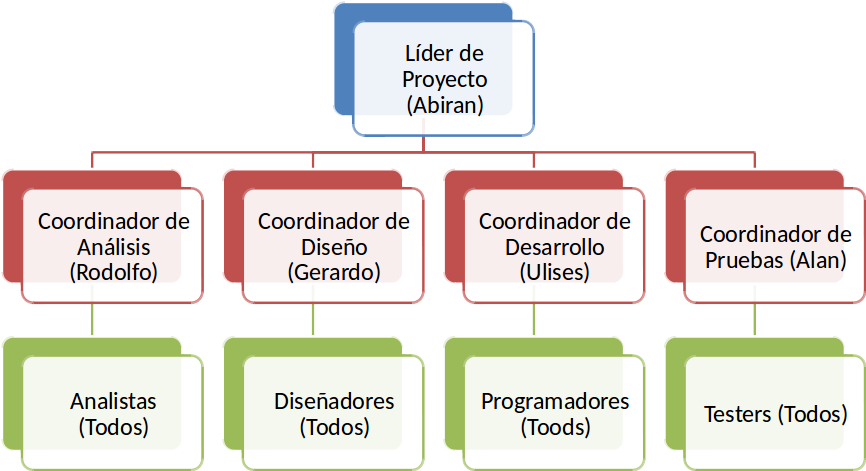 Líder de
Proyecto
(Abiran)
Coordinador de
Análisis
(Rodolfo)
Coordinador de
Diseño
(Gerardo)
Coordinador de
Desarrollo
(Ulises)
Coordinador de
Pruebas (Alan)
Analistas
(Todos)
Diseñadores
(Todos)
Programadores
(Toods)
Testers (Todos)